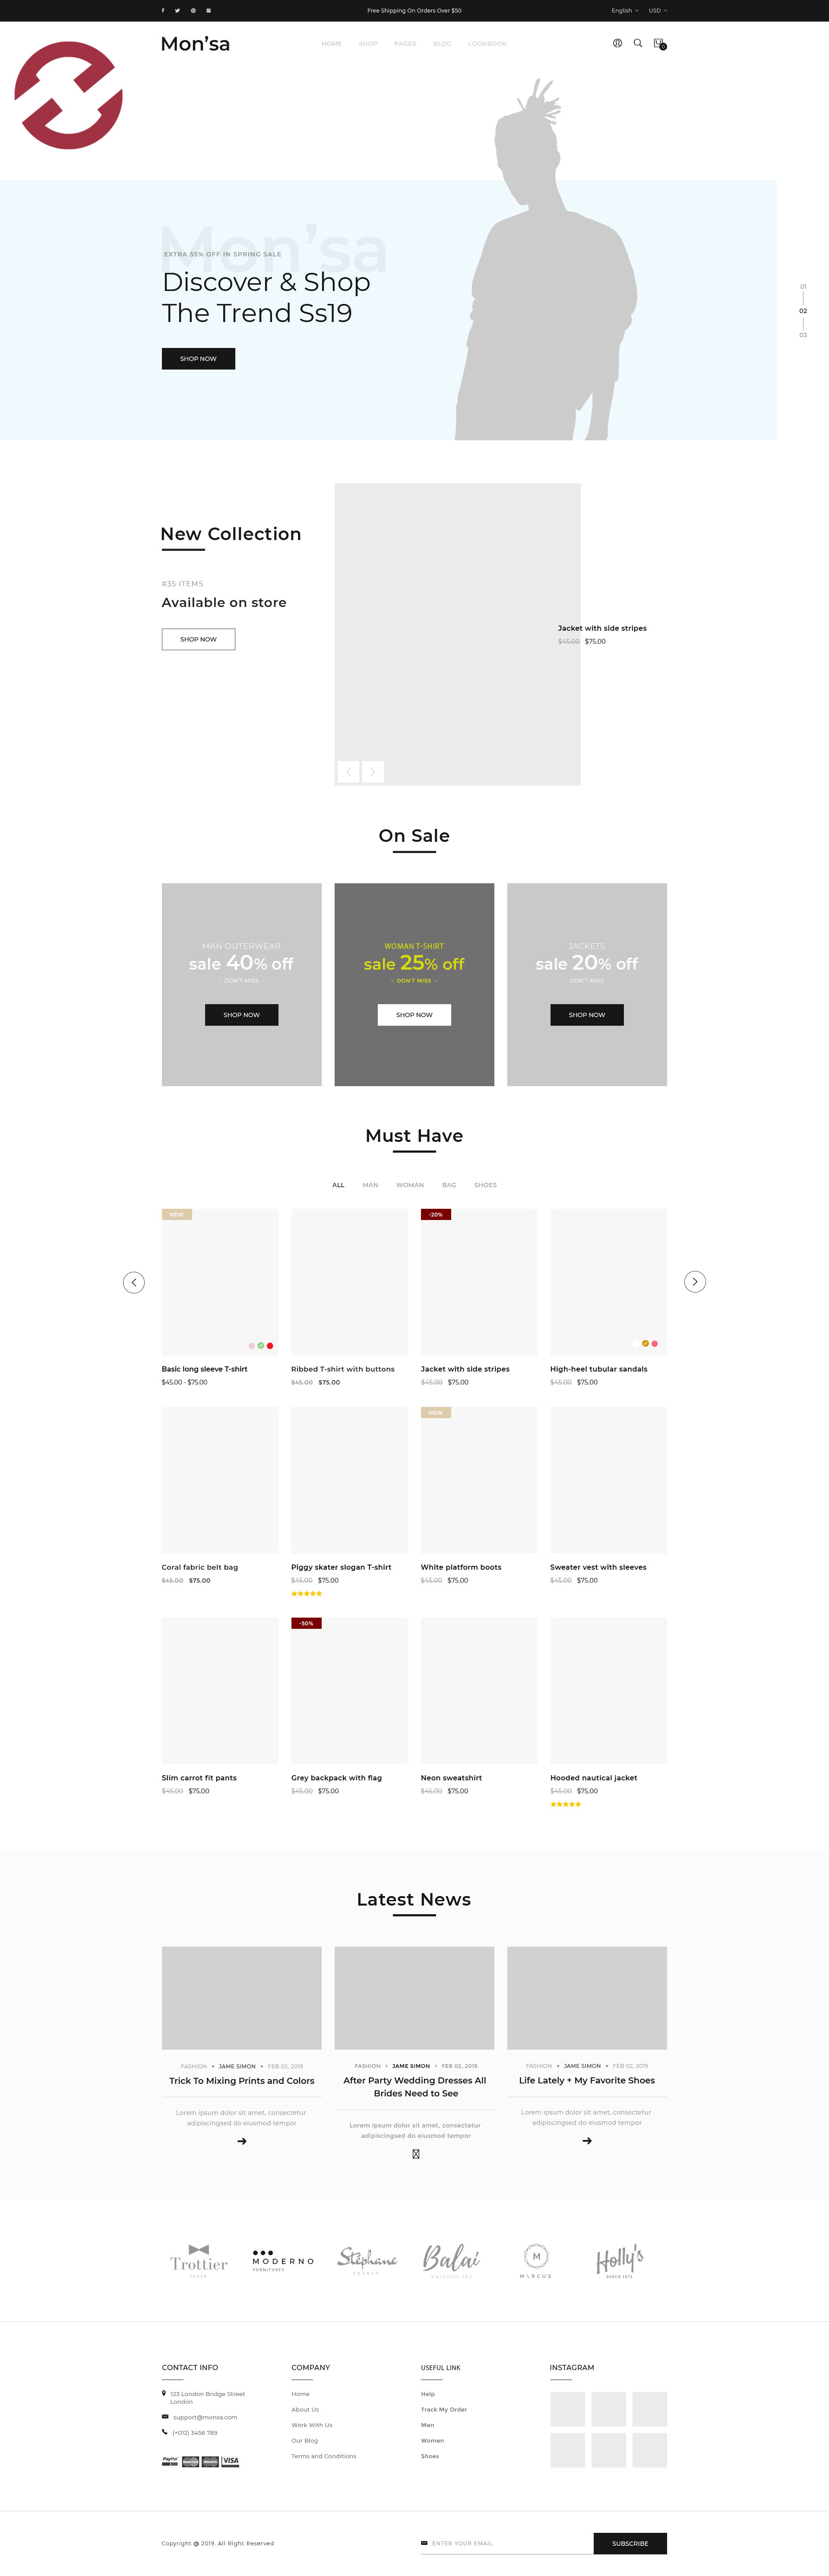 Free Shipping On Orders Over $50
English
USD
Mon'sa
HOME
SHOP
PAGES
BLOG
LOOKBOOK
0
Mon'sa
EXTRA 55% OFF IN SPRING SALE
Discover & Shop
The Trend Ss19
SHOP NOW
01
02
03
New Collection
#35 ITEMS
Available on store
SHOP NOW
Jacket with side stripes
$45.00 $75.00
On Sale
MAN OUTERWEAR
sale 40% off
- DON'T MISS -
SHOP NOW
WOMAN T-SHIRT
sale 25% off
- DON'T MISS -
SHOP NOW
JACKETS
sale 20% off
- DON'T MISS -
SHOP NOW
Must Have
ALL
MAN
WOMAN
BAG
SHOES
NEW
Basic long sleeve T-shirt
$45.00 - $75.00
Ribbed T-shirt with buttons
$45.00 $75.00
-20%
Jacket with side stripes
$45.00 $75.00
High-heel tubular sandals
$45.00 $75.00
Coral fabric belt bag
$45.00 $75.00
Piggy skater slogan T-shirt
$45.00 $75.00
NEW
White platform boots
$45.00 $75.00
Sweater vest with sleeves
$45.00 $75.00
Slim carrot fit pants
$45.00 $75.00
-50%
Grey backpack with flag
$45.00 $75.00
Neon sweatshirt
$45.00 $75.00
Hooded nautical jacket
$45.00 $75.00
Latest News
FASHION • JAME SIMON • FEB 02, 2019
Trick To Mixing Prints and Colors
Lorem ipsum dolor sit amet, consectetur
adipiscingsed do eiusmod tempor
FASHION • JAME SIMON • FEB 02, 2019
After Party Wedding Dresses All
Brides Need to See
Lorem ipsum dolor sit amet, consectetur
adipiscingsed do eiusmod tempor
FASHION • JAME SIMON • FEB 02, 2019
Life Lately + My Favorite Shoes
Lorem ipsum dolor sit amet, consectetur
adipiscingsed do eiusmod tempor
Trottier
MODERNO
FURNITURES
Stéphane
FRANCE
Balai
M
MARCUS
Holly's
SINCE 1972
CONTACT INFO
123 London Bridge Street
London
support@monsa.com
(+012) 3456 789
PayPal
VISA
COMPANY
Home
About Us
Work With Us
Our Blog
Terms and Conditions
USEFUL LINK
Help
Track My Order
Men
Women
Shoes
INSTAGRAM
Copyright @ 2019. All Right Reserved
ENTER YOUR EMAIL
SUBSCRIBE